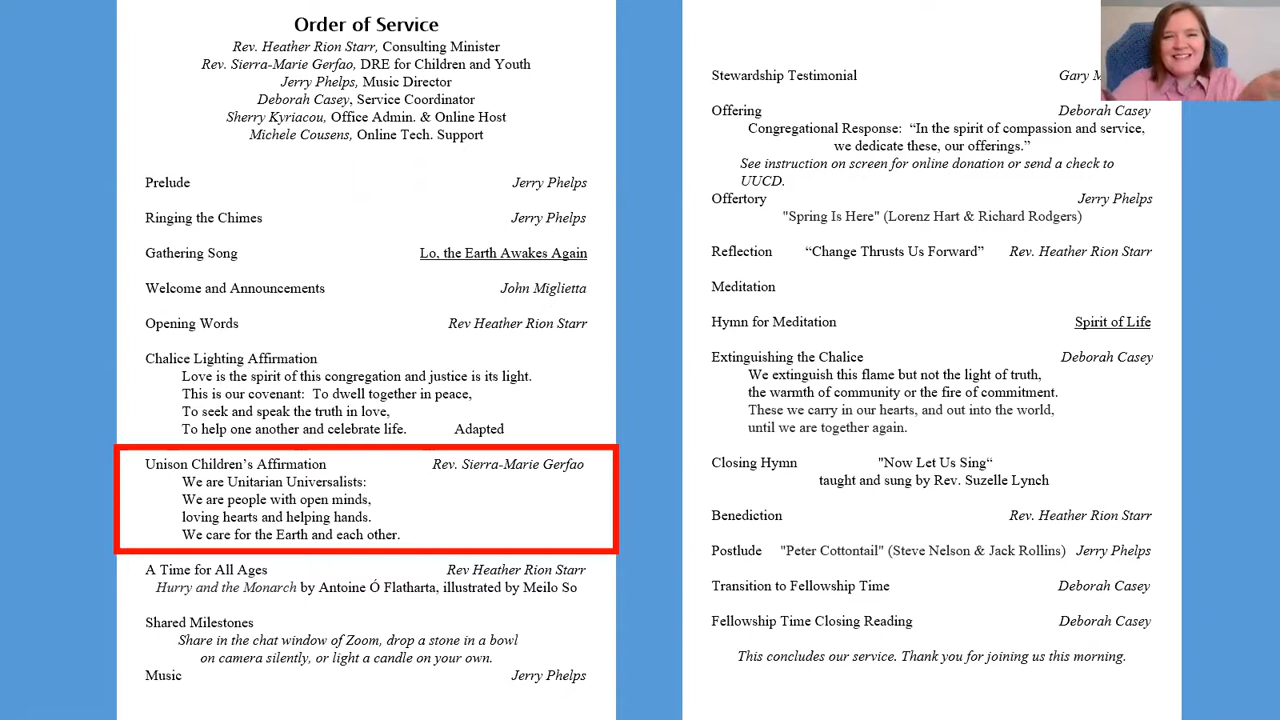 Order of Service
Rev. Heather Rion Starr, Consulting Minister
Rev. Sierra-Marie Gerfao, DRE for Children and Youth
Jerry Phelps, Music Director
Deborah Casey, Service Coordinator
Sherry Kyriacou, Office Admin. & Online Host
Michele Cousens, Online Tech. Support
Prelude Jerry Phelps
Ringing the Chimes Jerry Phelps
Gathering Song Lo, the Earth Awakes Again
Welcome and Announcements John Miglietta
Opening Words Rev Heather Rion Starr
Chalice Lighting Affirmation
Love is the spirit of this congregation and justice is its light.
This is our covenant: To dwell together in peace,
To seek and speak the truth in love,
To help one another and celebrate life. Adapted
Unison Children’s Affirmation Rev. Sierra-Marie Gerfao
We are Unitarian Universalists:
We are people with open minds,
loving hearts and helping hands.
We care for the Earth and each other.
A Time for All Ages Rev Heather Rion Starr
Hurry and the Monarch by Antoine Ó Flatharta, illustrated by Meilo So
Shared Milestones
Share in the chat window of Zoom, drop a stone in a bowl
on camera silently, or light a candle on your own.
Music Jerry Phelps
Stewardship Testimonial Gary
Offering Deborah Casey
Congregational Response: “In the spirit of compassion and service,
we dedicate these, our offerings.”
See instruction on screen for online donation or send a check to
UUCD.
Offertory Jerry Phelps
"Spring Is Here" (Lorenz Hart & Richard Rodgers)
Reflection “Change Thrusts Us Forward” Rev. Heather Rion Starr
Meditation
Hymn for Meditation Spirit of Life
Extinguishing the Chalice Deborah Casey
We extinguish this flame but not the light of truth,
the warmth of community or the fire of commitment.
These we carry in our hearts, and out into the world,
until we are together again.
Closing Hymn "Now Let Us Sing“
taught and sung by Rev. Suzelle Lynch
Benediction Rev. Heather Rion Starr
Postlude "Peter Cottontail" (Steve Nelson & Jack Rollins) Jerry Phelps
Transition to Fellowship Time Deborah Casey
Fellowship Time Closing Reading Deborah Casey
This concludes our service. Thank you for joining us this morning.